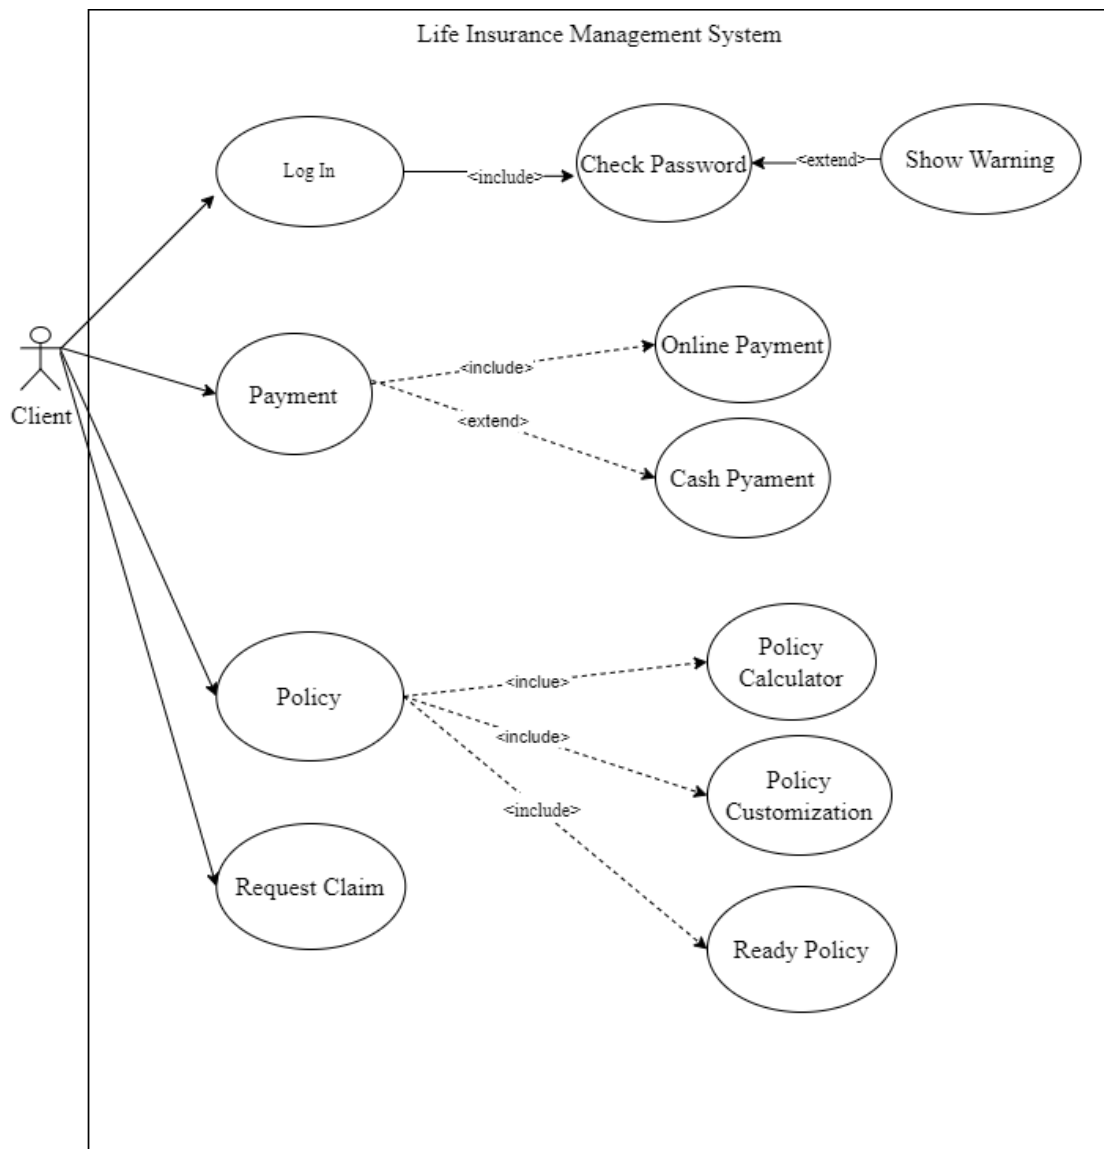 Life Insurance Management System
Log In
<include>
Check Password
<extend>
Show Warning
Client
Payment
<include>
Online Payment
<extend>
Cash Pyament
Policy
<inclue>
Policy
Calculator
<include>
Policy
Customization
<include>
Request Claim
Ready Policy